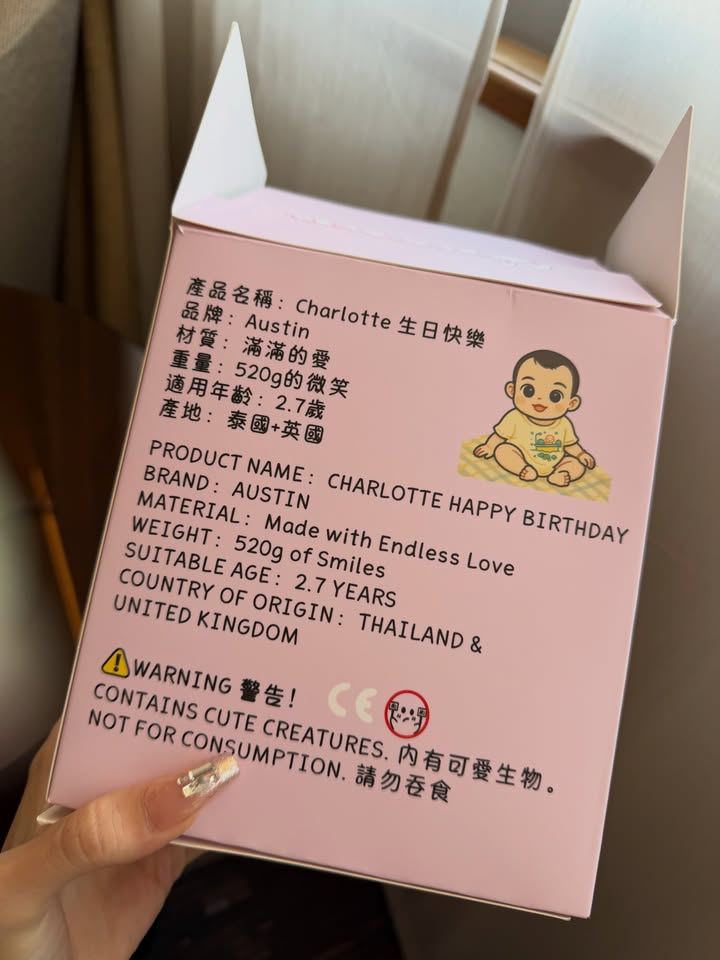 產品名稱：Charlotte 生日快樂
品牌：Austin
材質：滿滿的愛
重量：520g的微笑
適用年齡：2.7歲
產地：泰國+英國
PRODUCT NAME：CHARLOTTE HAPPY BIRTHDAY
BRAND：AUSTIN
MATERIAL：Made with Endless Love
WEIGHT：520g of Smiles
SUITABLE AGE：2.7 YEARS
COUNTRY OF ORIGIN：THAILAND &
UNITED KINGDOM
WARNING 警告！ CE
CONTAINS CUTE CREATURES. 內有可愛生物。
NOT FOR CONSUMPTION. 請勿吞食